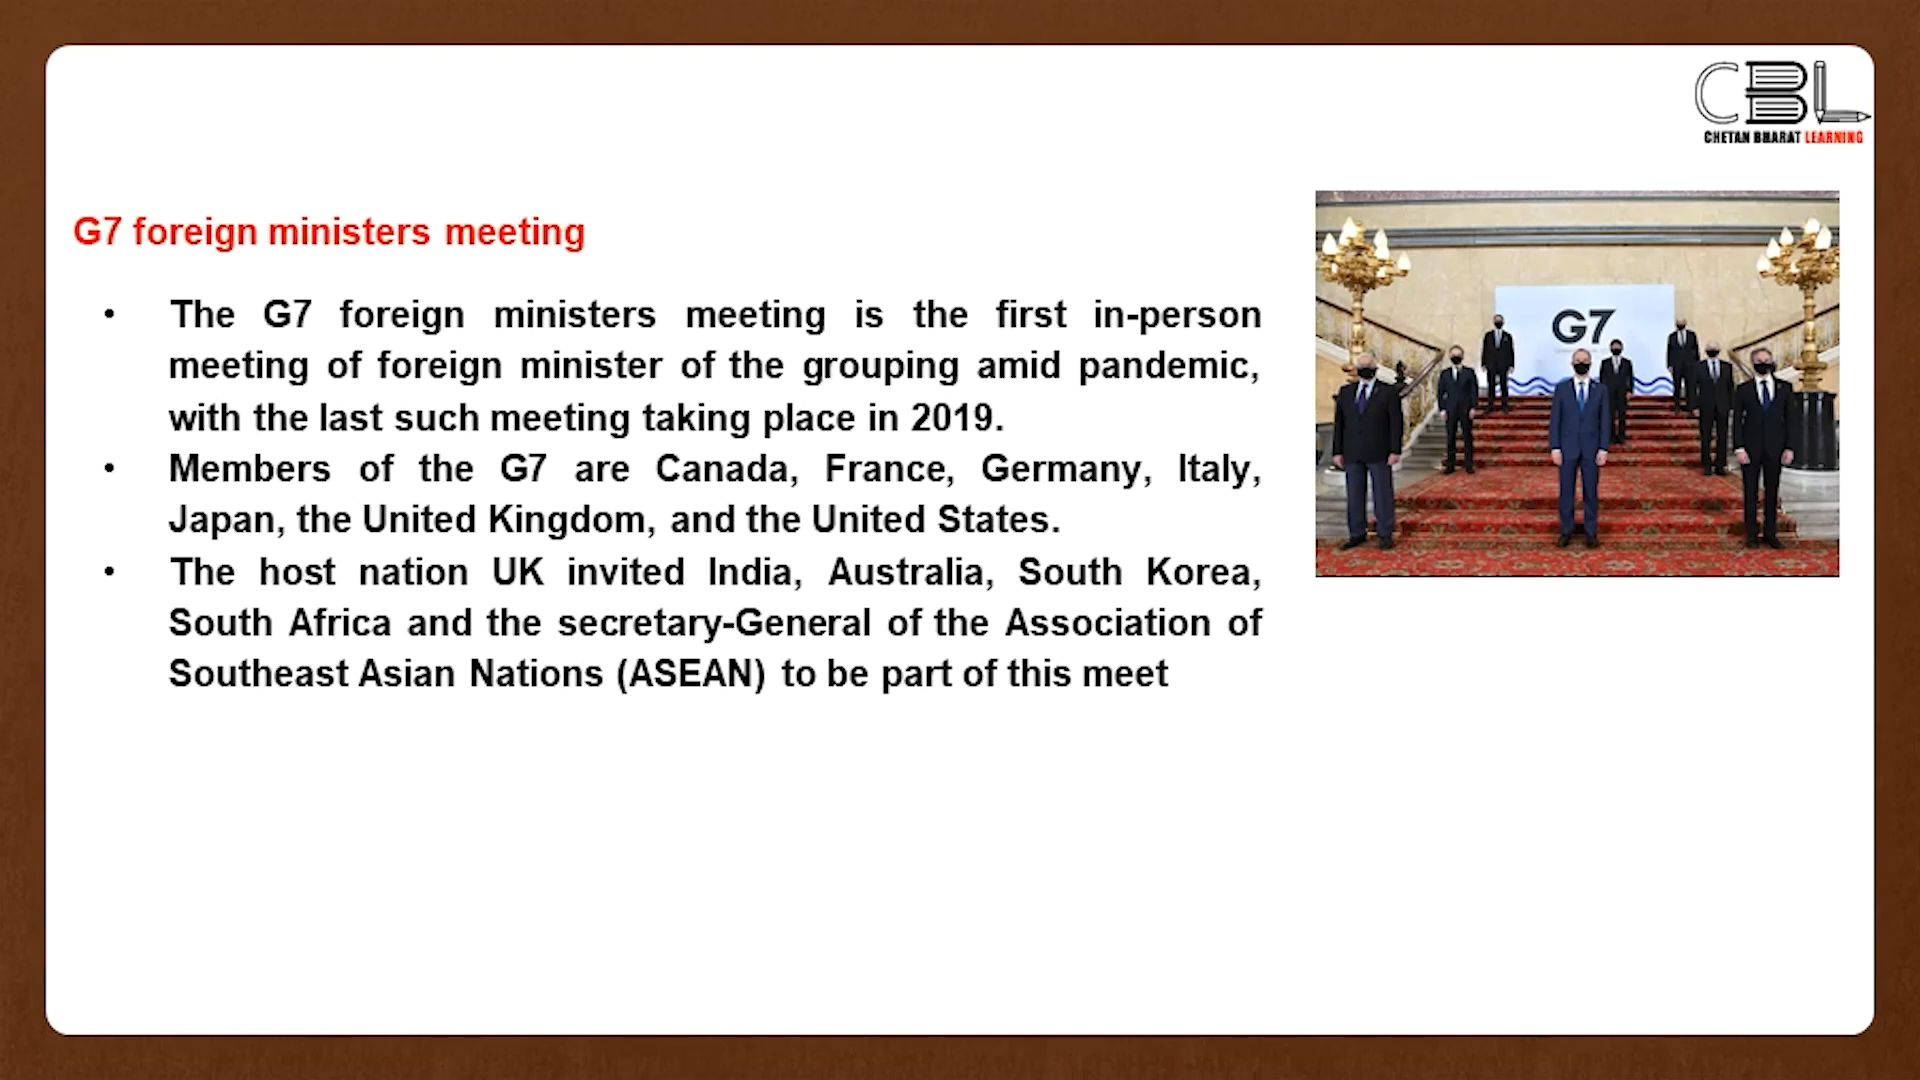 CBL
CHETAN BHARAT LEARNING
G7 foreign ministers meeting
• The G7 foreign ministers meeting is the first in-person
meeting of foreign minister of the grouping amid pandemic,
with the last such meeting taking place in 2019.
• Members of the G7 are Canada, France, Germany, Italy,
Japan, the United Kingdom, and the United States.
• The host nation UK invited India, Australia, South Korea,
South Africa and the secretary-General of the Association of
Southeast Asian Nations (ASEAN) to be part of this meet
G7